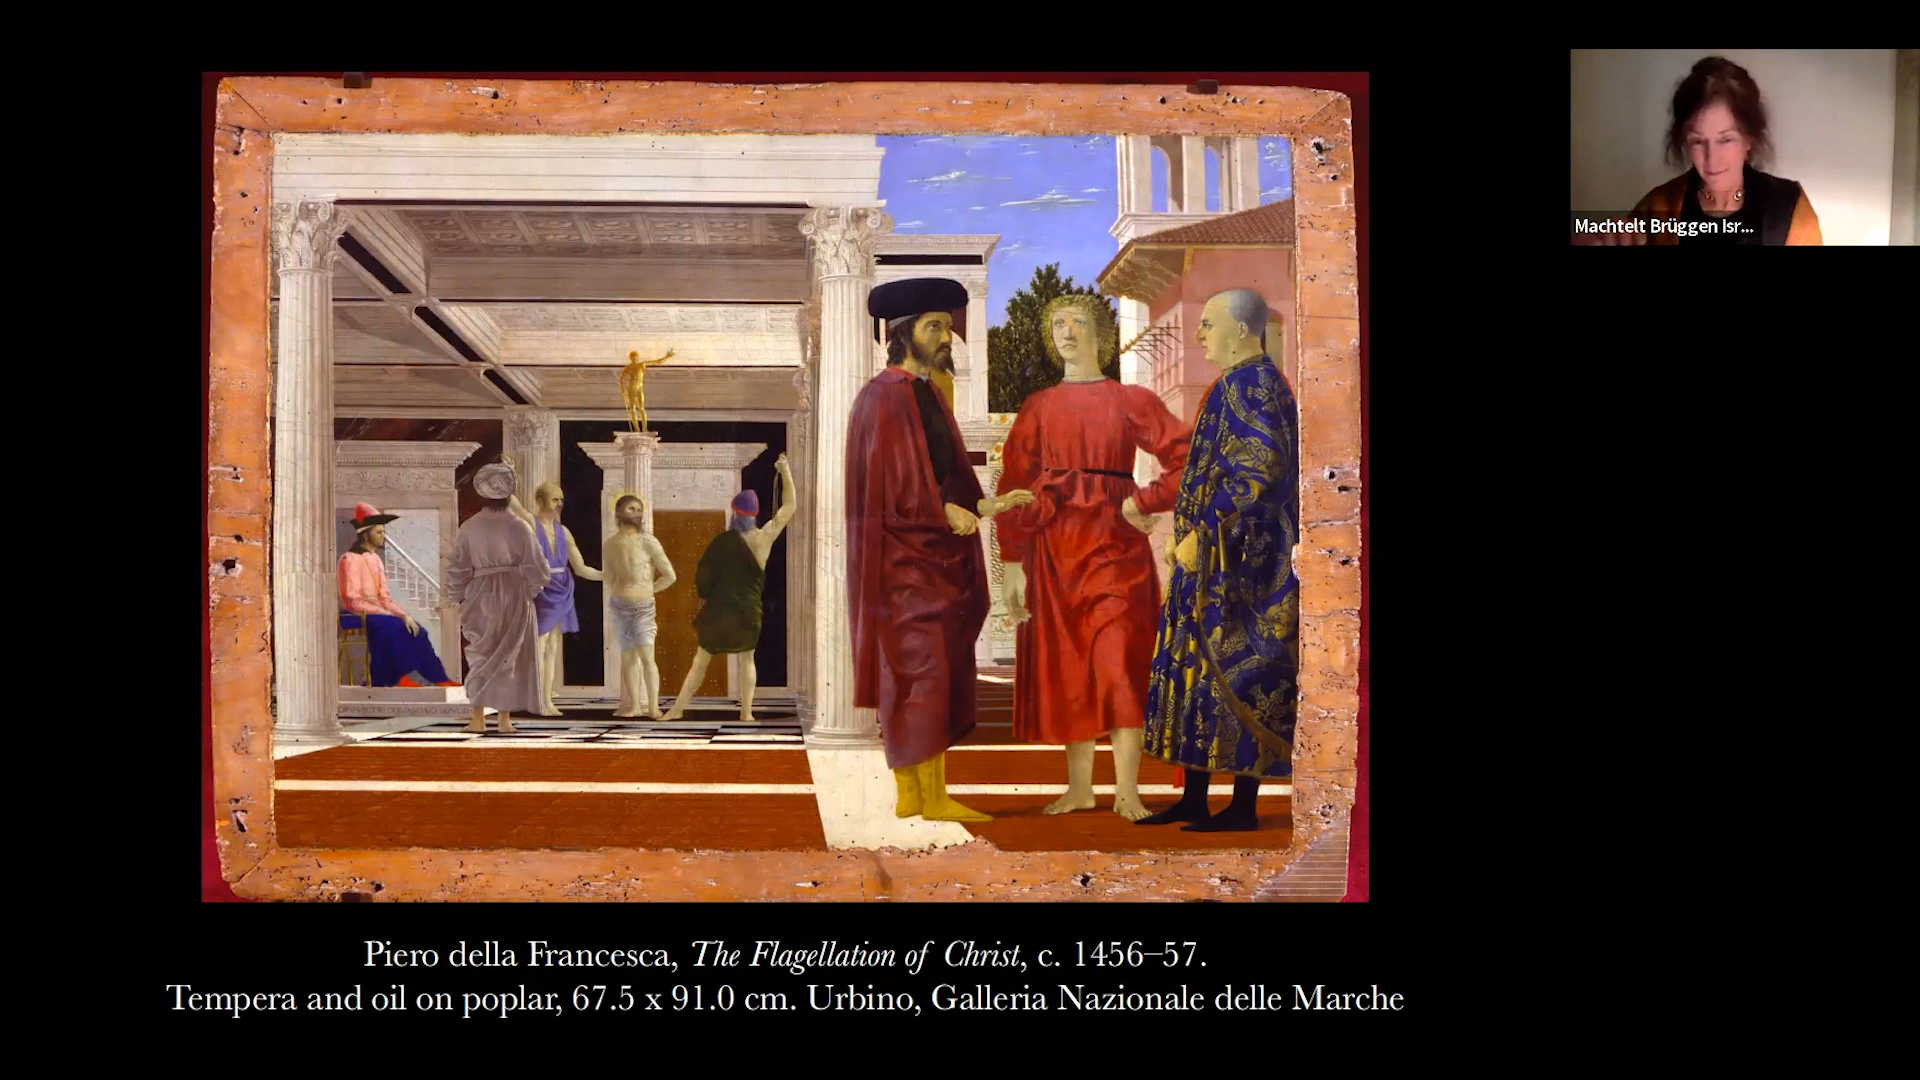 Machtelt Brüggen Isr...
Piero della Francesca, The Flagellation of Christ, c. 1456–57.
Tempera and oil on poplar, 67.5 x 91.0 cm. Urbino, Galleria Nazionale delle Marche